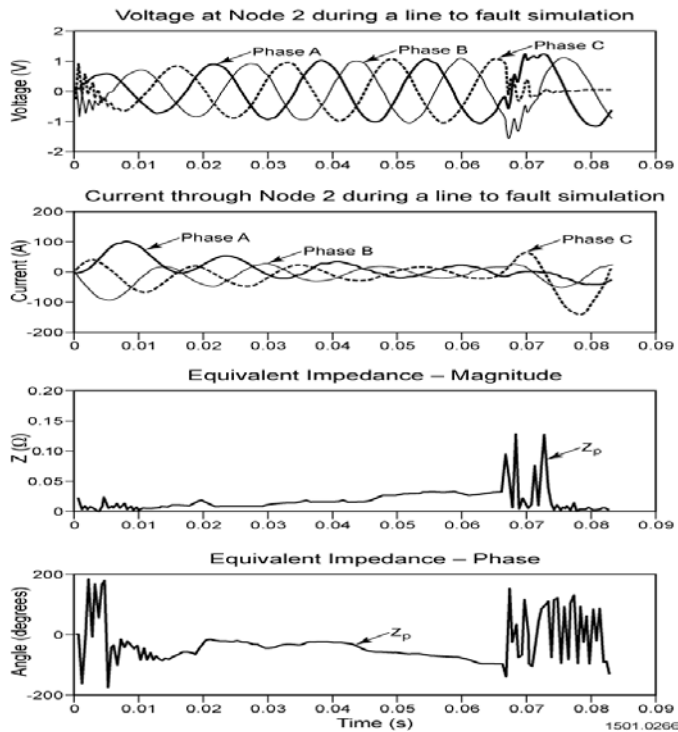 Voltage at Node 2 during a line to fault simulation
Voltage (V)
2
1
0
-1
-2
Phase A
Phase B
Phase C
0 0.01 0.02 0.03 0.04 0.05 0.06 0.07 0.08 0.09
Current through Node 2 during a line to fault simulation
Current (A)
200
100
0
-100
-200
Phase A
Phase B
Phase C
0 0.01 0.02 0.03 0.04 0.05 0.06 0.07 0.08 0.09
Equivalent Impedance – Magnitude
Z (Ω)
0.20
0.15
0.10
0.05
0
Zp
0 0.01 0.02 0.03 0.04 0.05 0.06 0.07 0.08 0.09
Equivalent Impedance – Phase
Angle (degrees)
200
0
-200
Zp
0 0.01 0.02 0.03 0.04 0.05 0.06 0.07 0.08 0.09
Time (s)
1501.0266